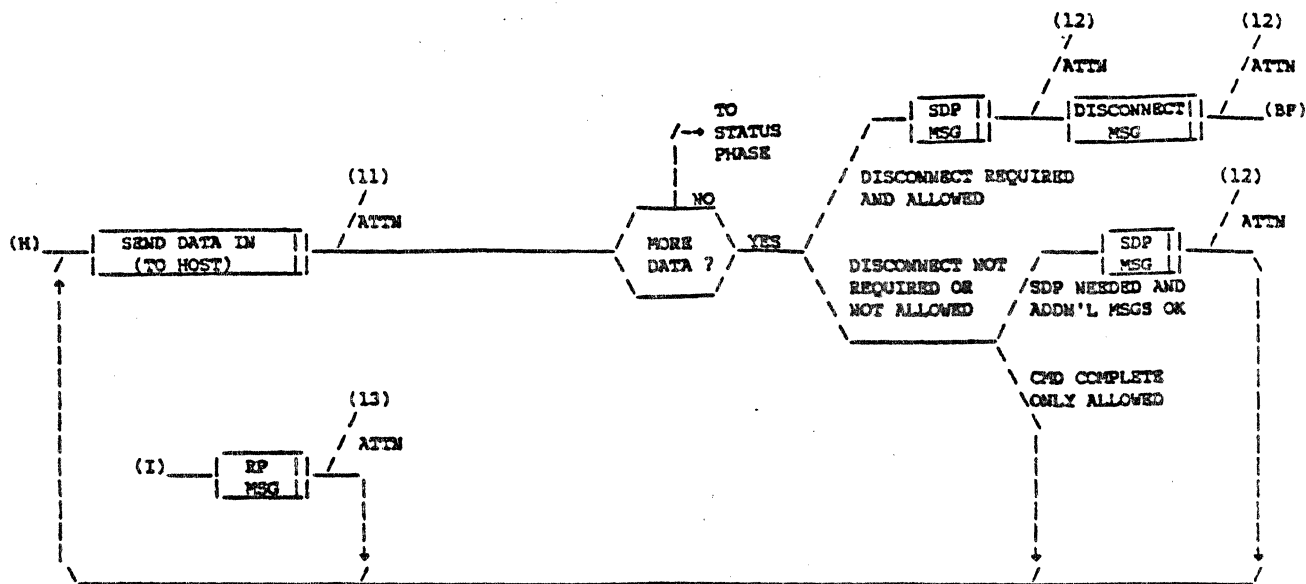 (12) (12)
ATTN ATTN
TO
STATUS
PHASE
SDP
MSG
DISCONNECT
MSG
(BF)
DISCONNECT REQUIRED
AND ALLOWED
(11)
ATTN
(12)
ATTN
NO
(H)
SEND DATA IN
(TO HOST)
MORE
DATA ?
YES
SDP
MSG
DISCONNECT NOT
REQUIRED OR
NOT ALLOWED
SDP NEEDED AND
ADDN'L MSGS OK
CMD COMPLETE
ONLY ALLOWED
(13)
ATTN
(I)
RP
MSG